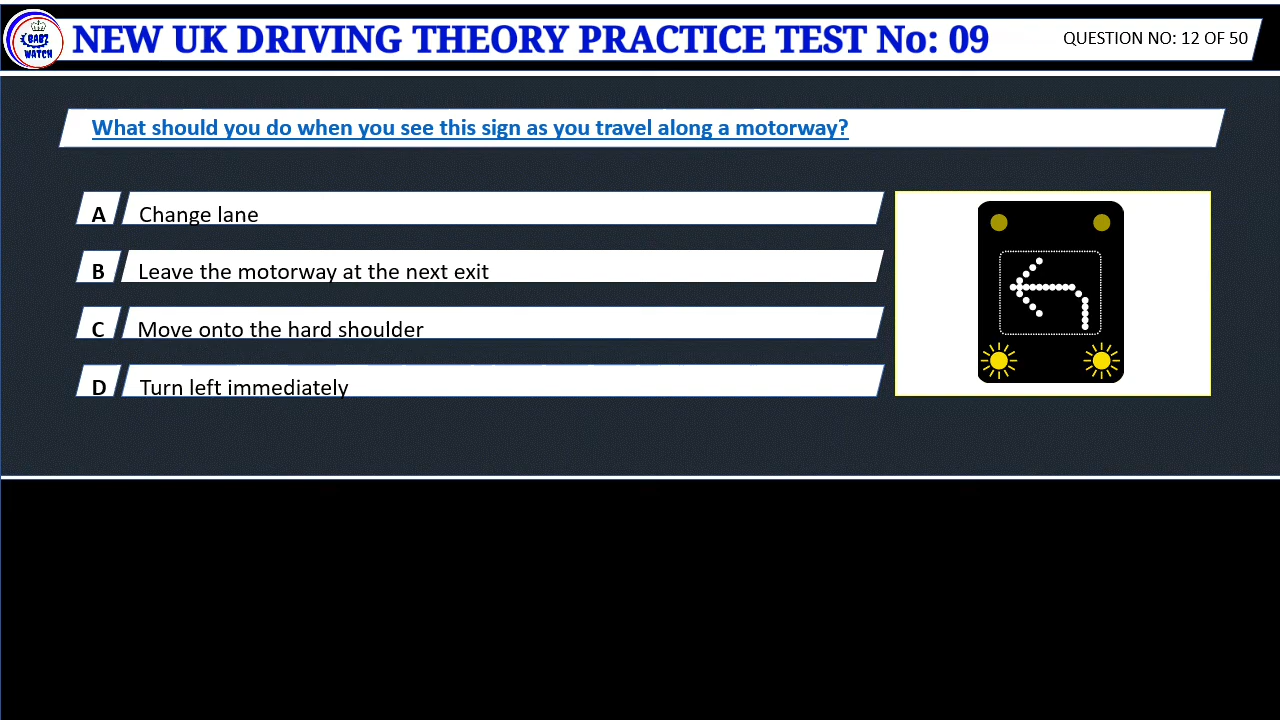 BABZ
WATCH
NEW UK DRIVING THEORY PRACTICE TEST No: 09
QUESTION NO: 12 OF 50
What should you do when you see this sign as you travel along a motorway?
A Change lane
B Leave the motorway at the next exit
C Move onto the hard shoulder
D Turn left immediately